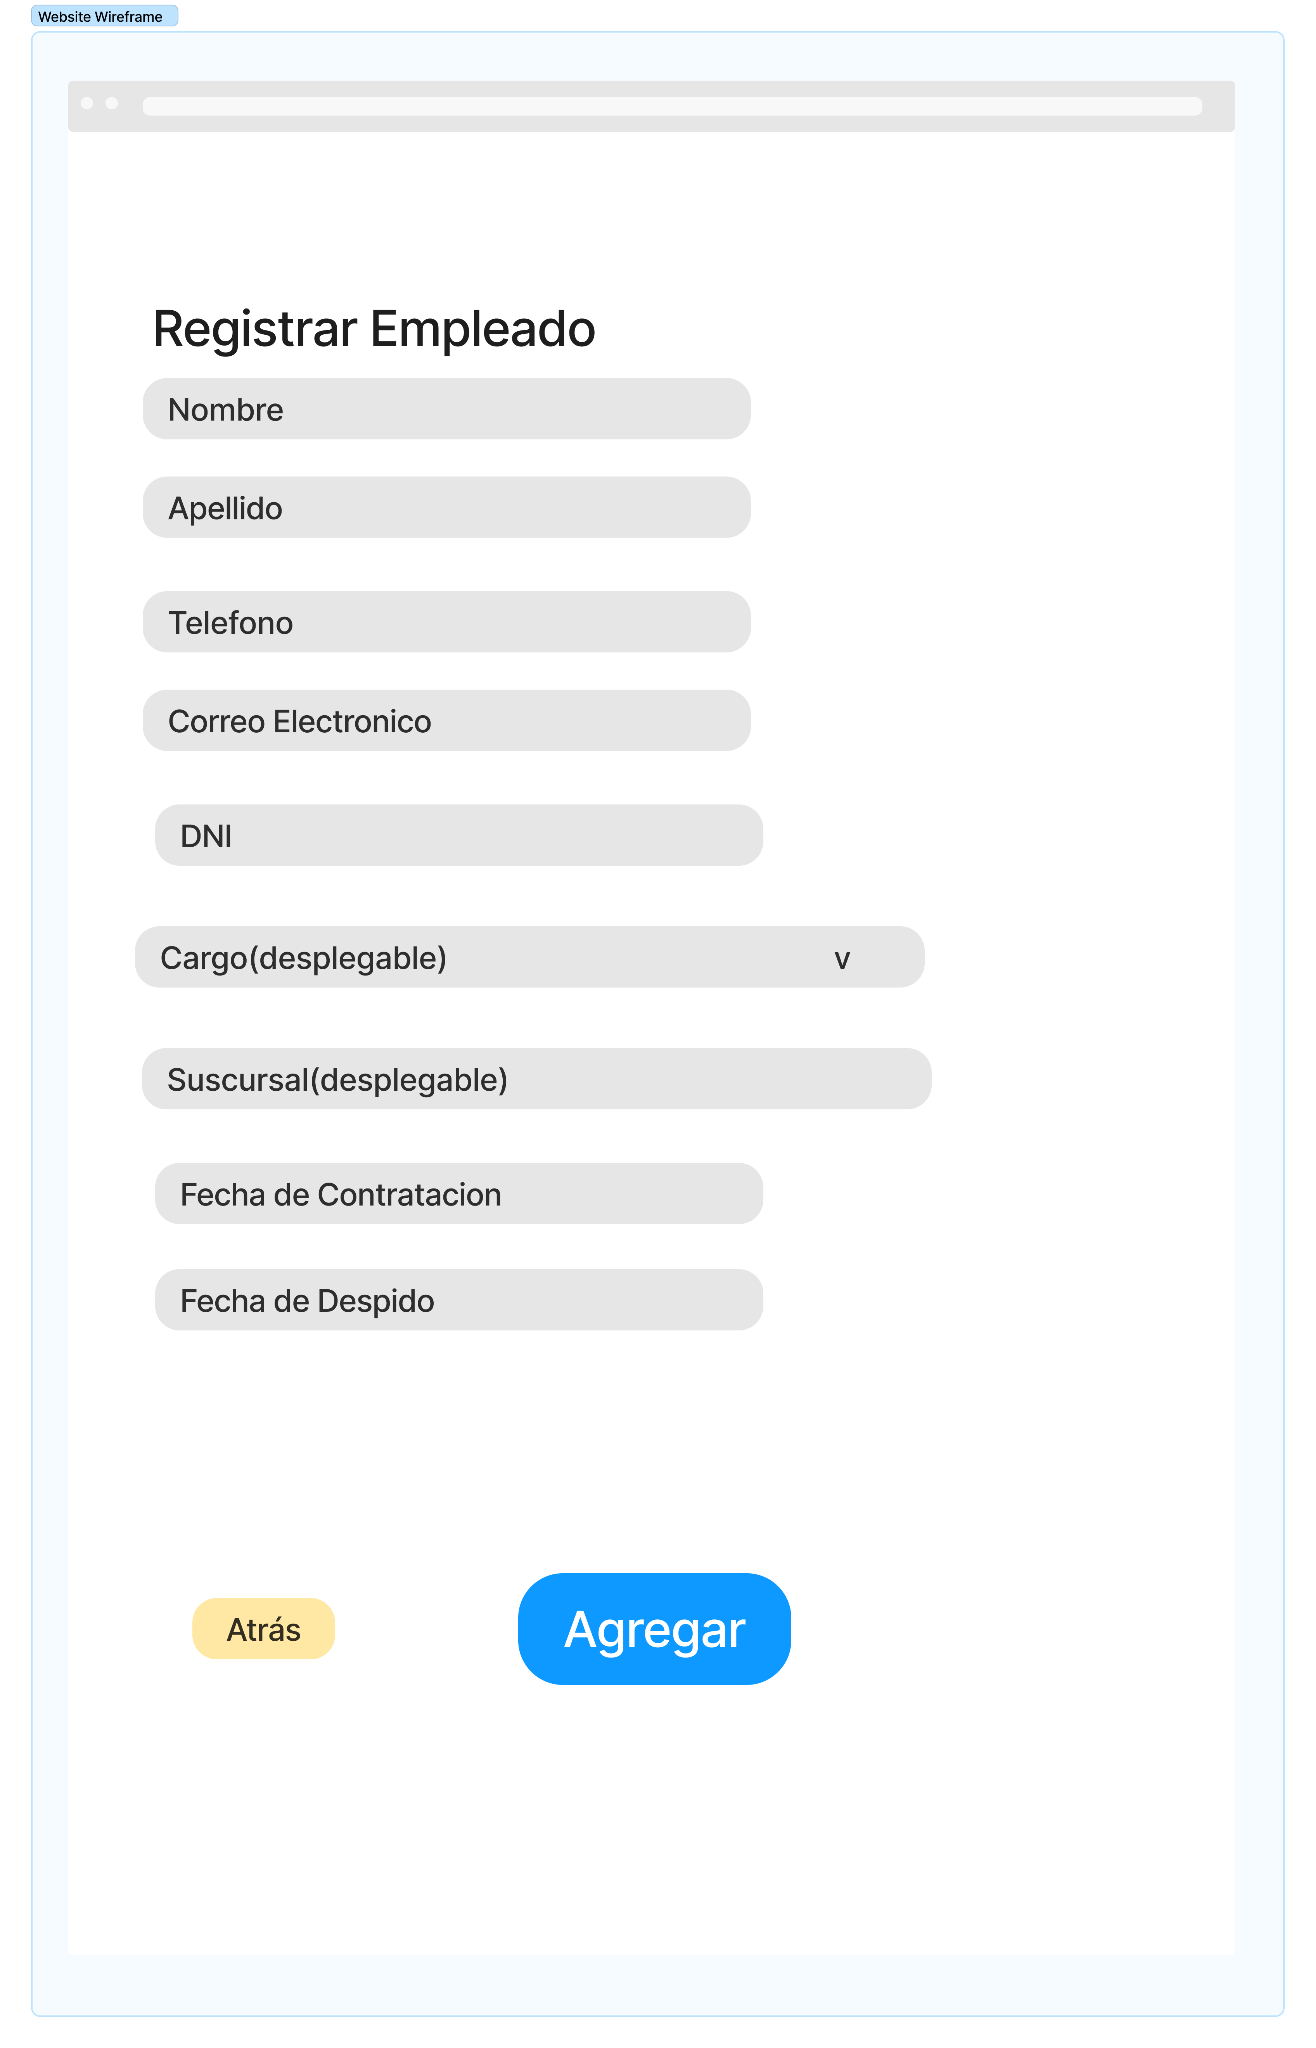 Website Wireframe
Registrar Empleado
Nombre
Apellido
Telefono
Correo Electronico
DNI
Cargo(desplegable) v
Suscursal(desplegable)
Fecha de Contratacion
Fecha de Despido
Atrás
Agregar